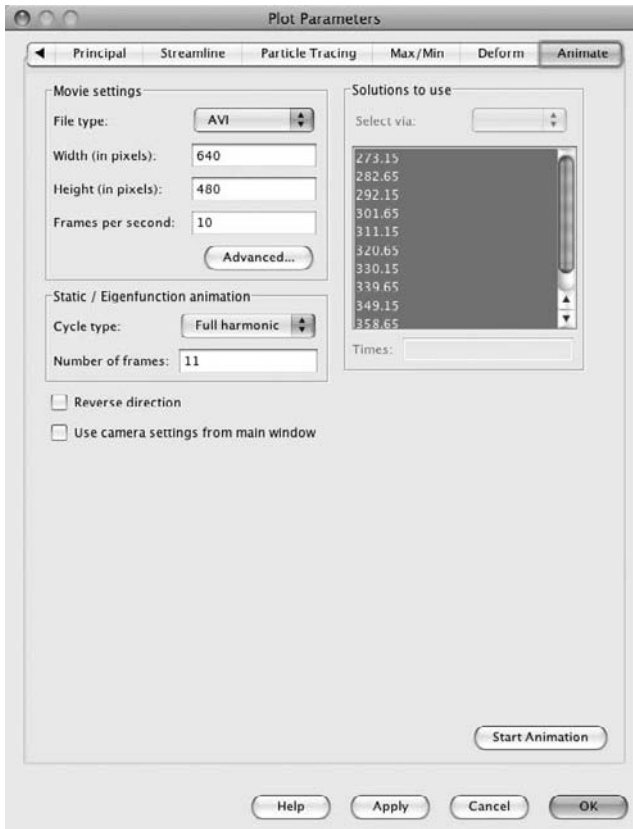 Plot Parameters
Principal Streamline Particle Tracing Max/Min Deform Animate
Movie settings
File type: AVI
Width (in pixels): 640
Height (in pixels): 480
Frames per second: 10
Advanced...
Static / Eigenfunction animation
Cycle type: Full harmonic
Number of frames: 11
Reverse direction
Use camera settings from main window
Solutions to use
Select via:
273.15
282.65
292.15
301.65
311.15
320.65
330.15
339.65
349.15
358.65
Times:
Start Animation
Help Apply Cancel OK